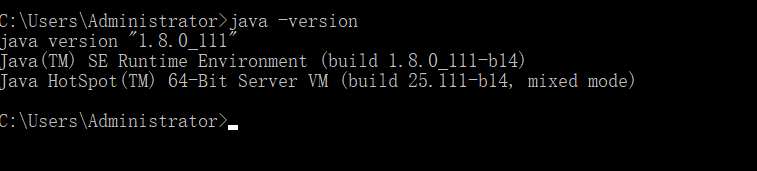 C:\Users\Administrator>java -version
java version "1.8.0_111"
Java(TM) SE Runtime Environment (build 1.8.0_111-b14)
Java HotSpot(TM) 64-Bit Server VM (build 25.111-b14, mixed mode)
C:\Users\Administrator>